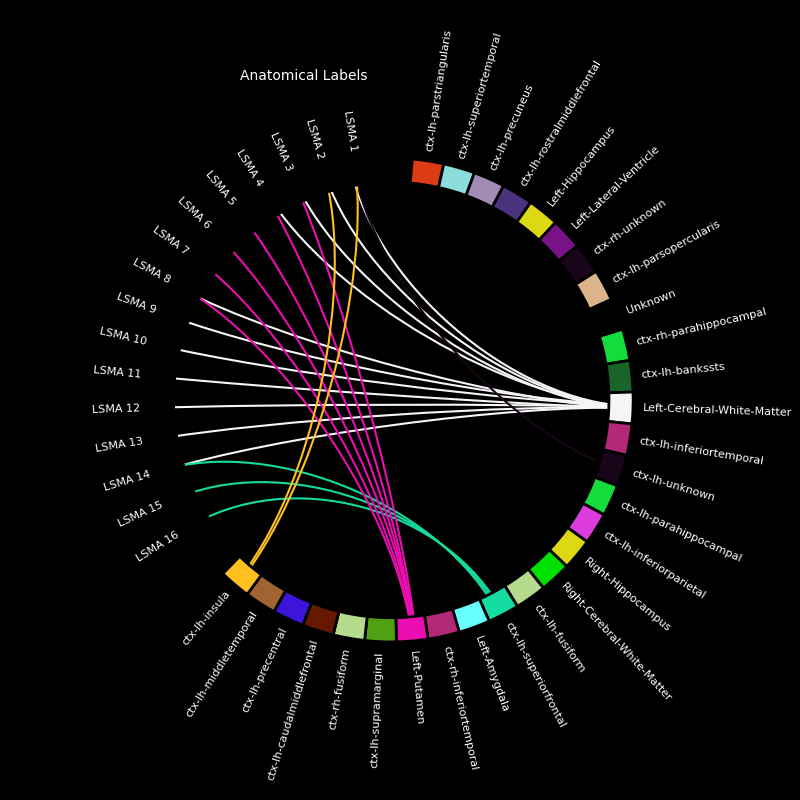 Anatomical Labels
LSMA 1
LSMA 2
LSMA 3
LSMA 4
LSMA 5
LSMA 6
LSMA 7
LSMA 8
LSMA 9
LSMA 10
LSMA 11
LSMA 12
LSMA 13
LSMA 14
LSMA 15
LSMA 16
ctx-lh-parstriangularis
ctx-lh-superiortemporal
ctx-lh-precuneus
ctx-lh-rostralmiddlefrontal
Left-Hippocampus
Left-Lateral-Ventricle
ctx-rh-unknown
ctx-lh-parsopercularis
Unknown
ctx-rh-parahippocampal
ctx-lh-bankssts
Left-Cerebral-White-Matter
ctx-lh-inferiortemporal
ctx-lh-unknown
ctx-lh-parahippocampal
ctx-lh-inferiorparietal
Right-Hippocampus
Right-Cerebral-White-Matter
ctx-lh-fusiform
ctx-lh-superiorfrontal
Left-Amygdala
ctx-rh-inferiortemporal
Left-Putamen
ctx-lh-supramarginal
ctx-rh-fusiform
ctx-lh-caudalmiddlefrontal
ctx-lh-precentral
ctx-lh-middletemporal
ctx-lh-insula